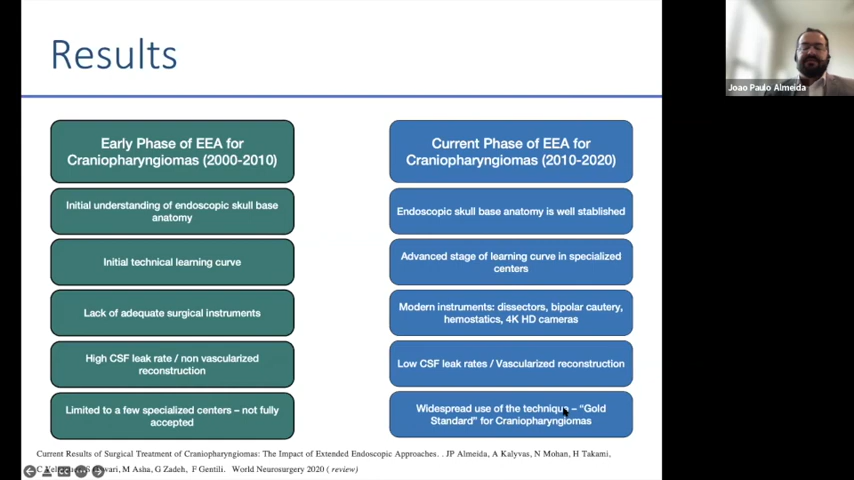 Results
Joao Paulo Almeida
Early Phase of EEA for
Craniopharyngiomas (2000-2010)
Initial understanding of endoscopic skull base
anatomy
Initial technical learning curve
Lack of adequate surgical instruments
High CSF leak rate / non vascularized
reconstruction
Limited to a few specialized centers – not fully
accepted
Current Phase of EEA for
Craniopharyngiomas (2010-2020)
Endoscopic skull base anatomy is well stablished
Advanced stage of learning curve in specialized
centers
Modern instruments: dissectors, bipolar cautery,
hemostatics, 4K HD cameras
Low CSF leak rates / Vascularized reconstruction
Widespread use of the technique – “Gold
Standard” for Craniopharyngiomas
Current Results of Surgical Treatment of Craniopharyngiomas: The Impact of Extended Endoscopic Approaches. . JP Almeida, A Kalyvas, N Mohan, H Takami,
M Asha, G Zadeh, F Gentili. World Neurosurgery 2020 ( review)